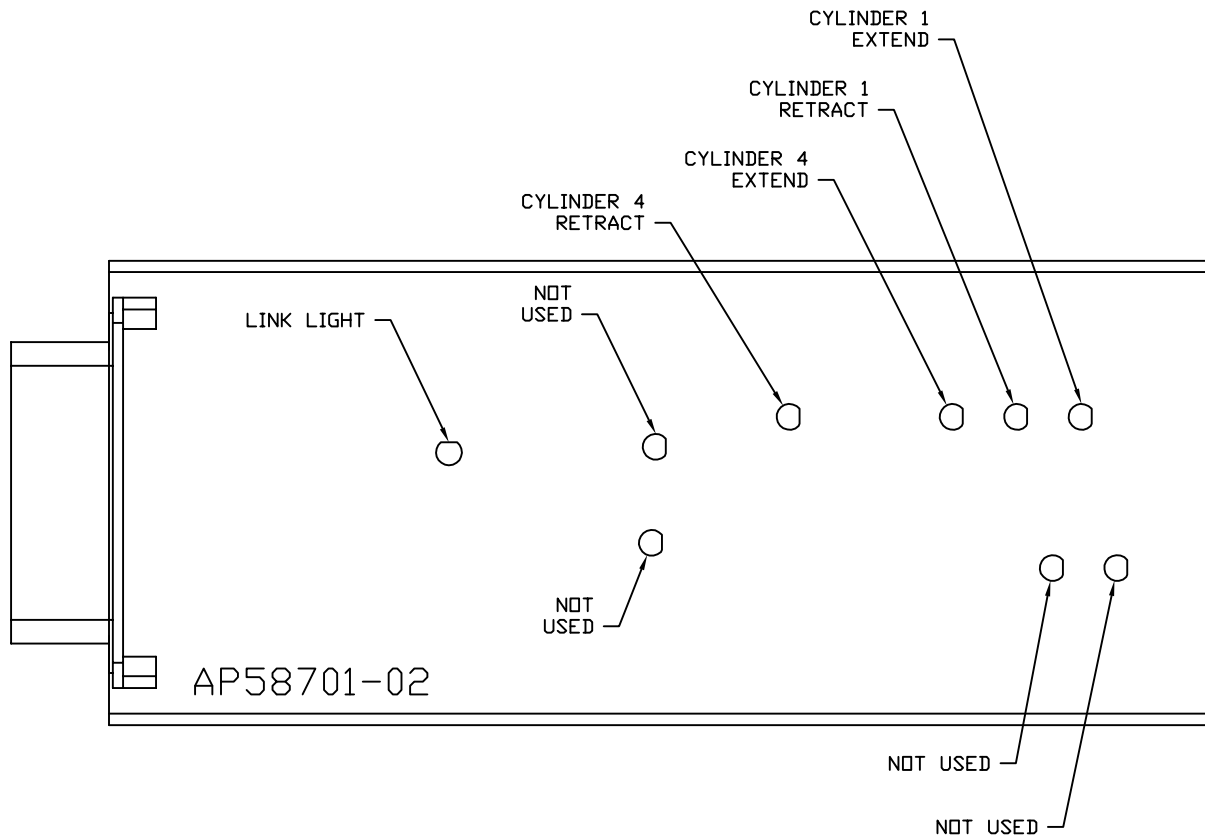 CYLINDER 1
EXTEND
CYLINDER 1
RETRACT
CYLINDER 4
EXTEND
CYLINDER 4
RETRACT
NOT
USED
LINK LIGHT
NOT
USED
AP58701-02
NOT USED
NOT USED